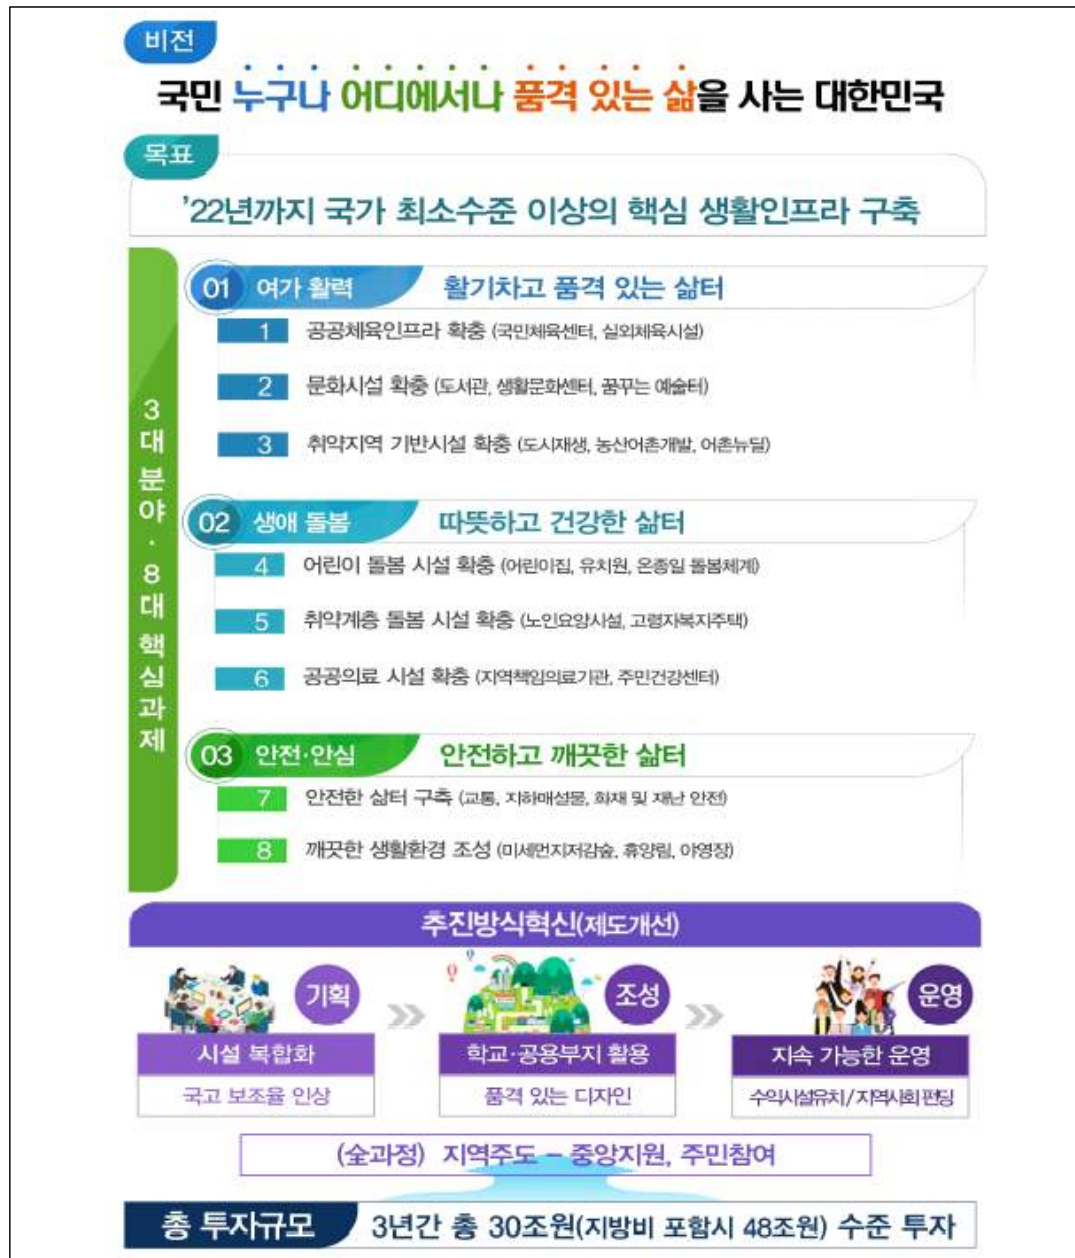 비전
국민 누구나 어디에서나 품격 있는 삶을 사는 대한민국
목표
'22년까지 국가 최소수준 이상의 핵심 생활인프라 구축
3대 분야 · 8대 핵심과제
01 여가 활력 활기차고 품격 있는 삶터
1 공공체육인프라 확충 (국민체육센터, 실외체육시설)
2 문화시설 확충 (도서관, 생활문화센터, 꿈꾸는 예술터)
3 취약지역 기반시설 확충 (도시재생, 농산어촌개발, 어촌뉴딜)
02 생애 돌봄 따뜻하고 건강한 삶터
4 어린이 돌봄 시설 확충 (어린이집, 유치원, 온종일 돌봄체계)
5 취약계층 돌봄 시설 확충 (노인요양시설, 고령자복지주택)
6 공공의료 시설 확충 (지역책임의료기관, 주민건강센터)
03 안전·안심 안전하고 깨끗한 삶터
7 안전한 삶터 구축 (교통, 지하매설물, 화재 및 재난 안전)
8 깨끗한 생활환경 조성 (미세먼지저감숲, 휴양림, 야영장)
추진방식혁신(제도개선)
기획 조성 운영
시설 복합화 학교·공용부지 활용 지속 가능한 운영
국고 보조율 인상 품격 있는 디자인 수익시설유치/지역사회펀딩
(全과정) 지역주도 – 중앙지원, 주민참여
총 투자규모 3년간 총 30조원(지방비 포함시 48조원) 수준 투자